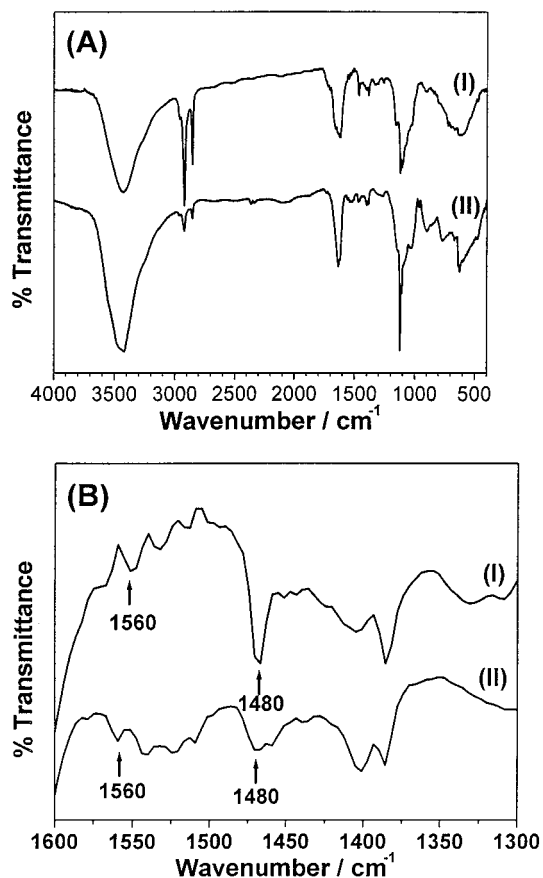 (A)
(I)
(II)
% Transmittance
4000 3500 3000 2500 2000 1500 1000 500
Wavenumber / cm-1
(B)
(I)
1560
1480
(II)
1560
1480
% Transmittance
1600 1550 1500 1450 1400 1350 1300
Wavenumber / cm-1